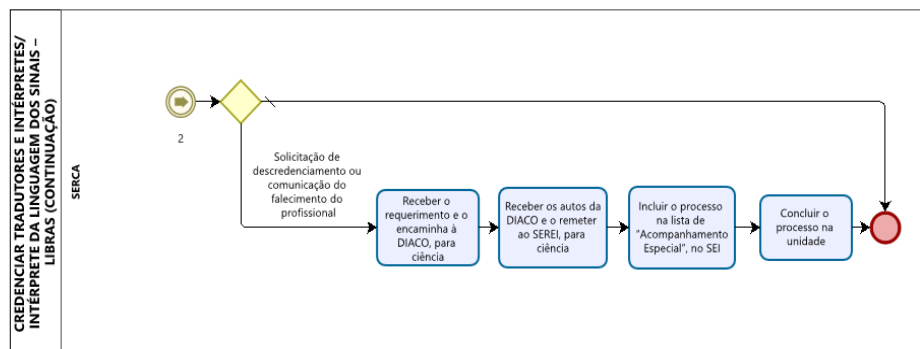 CREDENCIAR TRADUTORES E INTÉRPRETES/
INTÉRPRETE DA LINGUAGEM DOS SINAIS –
LIBRAS (CONTINUAÇÃO)
SERCA
2
Solicitação de
descredenciamento ou
comunicação do
falecimento do
profissional
Receber o
requerimento e o
encaminha à
DIACO, para
ciência
Receber os autos da
DIACO e o remeter
ao SEREI, para
ciência
Incluir o processo
na lista de
“Acompanhamento
Especial”, no SEI
Concluir o
processo na
unidade